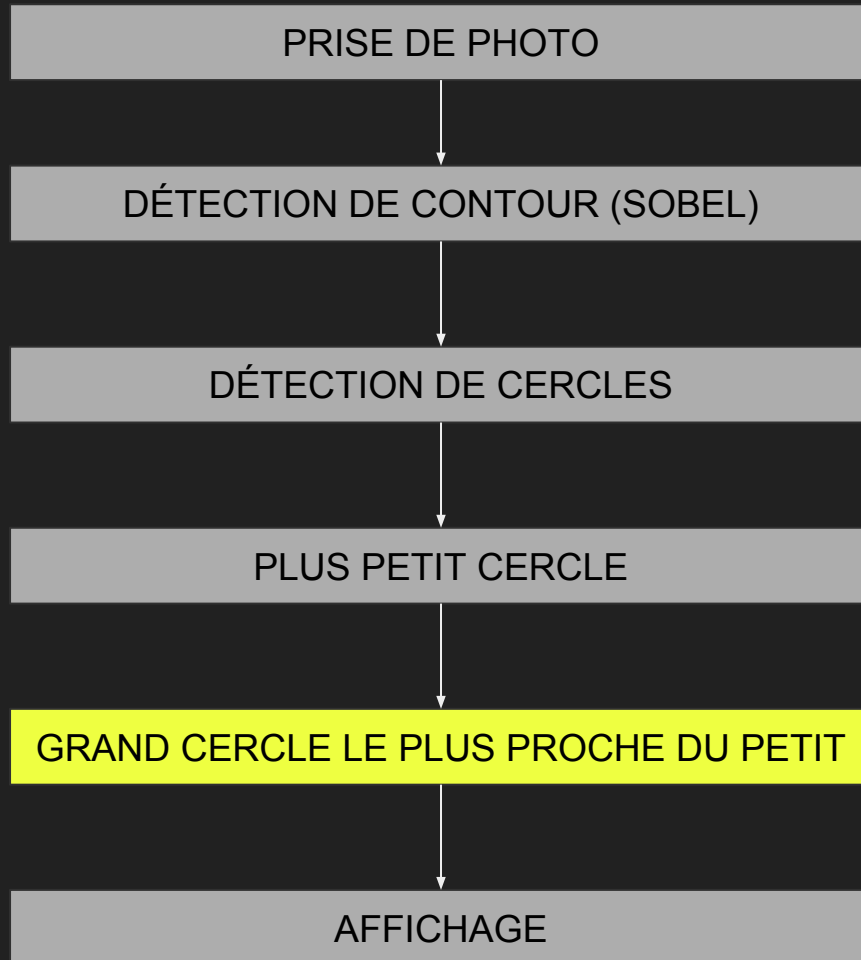 PRISE DE PHOTO
DÉTECTION DE CONTOUR (SOBEL)
DÉTECTION DE CERCLES
PLUS PETIT CERCLE
GRAND CERCLE LE PLUS PROCHE DU PETIT
AFFICHAGE